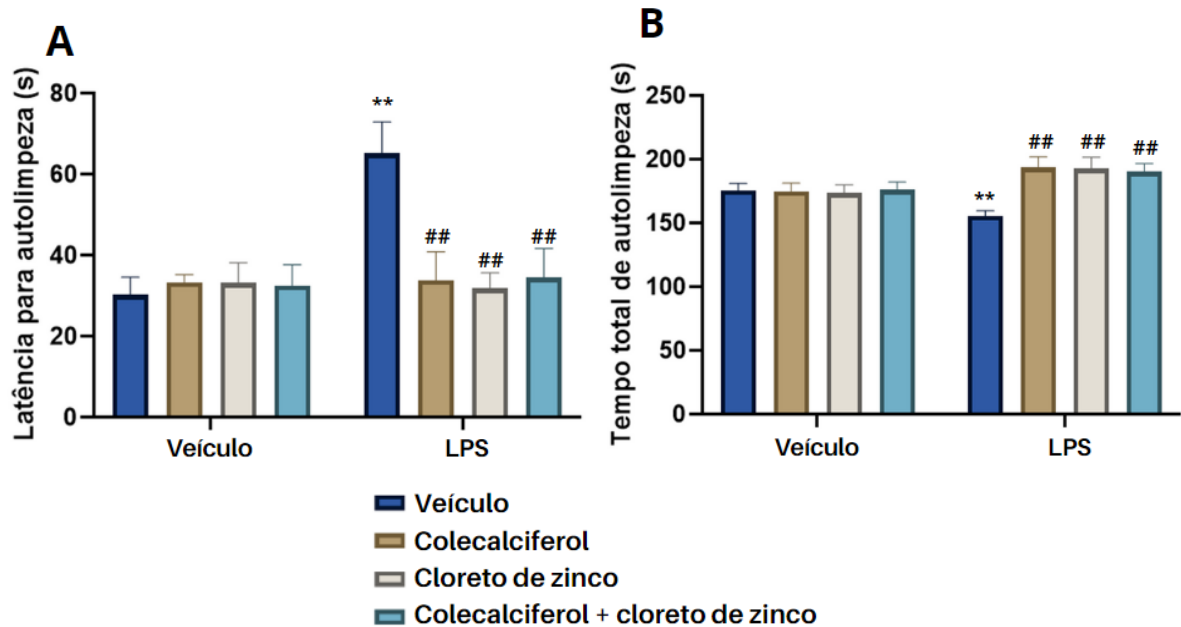 A
Latência para autolimpeza (s)
80
60
40
20
0
**
##
##
##
Veículo
LPS
B
Tempo total de autolimpeza (s)
250
200
150
100
50
0
**
##
##
##
Veículo
LPS
Veículo
Colecalciferol
Cloreto de zinco
Colecalciferol + cloreto de zinco